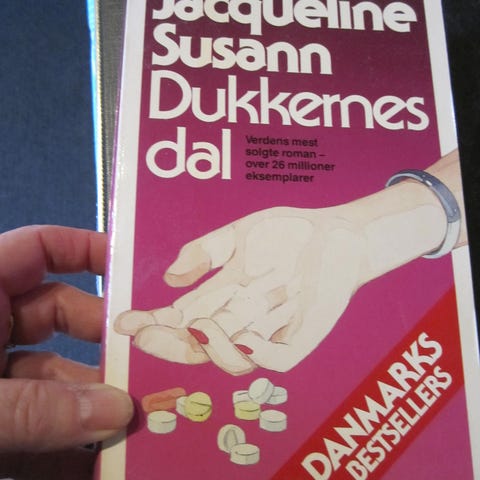 Jacqueline
Susann
Dukkernes
dal
Verdens mest
solgte roman –
over 26 millioner
eksemplarer
DANMARKS
BESTSELLERS